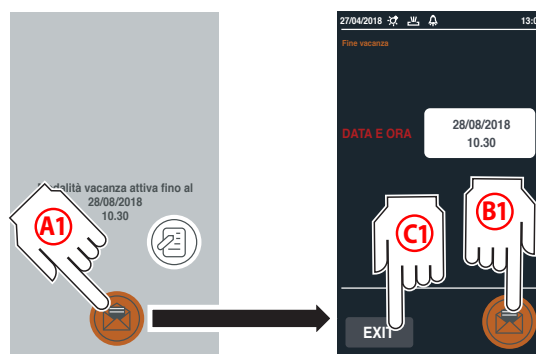 Modalità vacanza attiva fino al
28/08/2018
10.30
A1
27/04/2018
Fine vacanza
DATA E ORA
28/08/2018
10.30
C1
B1
EXIT